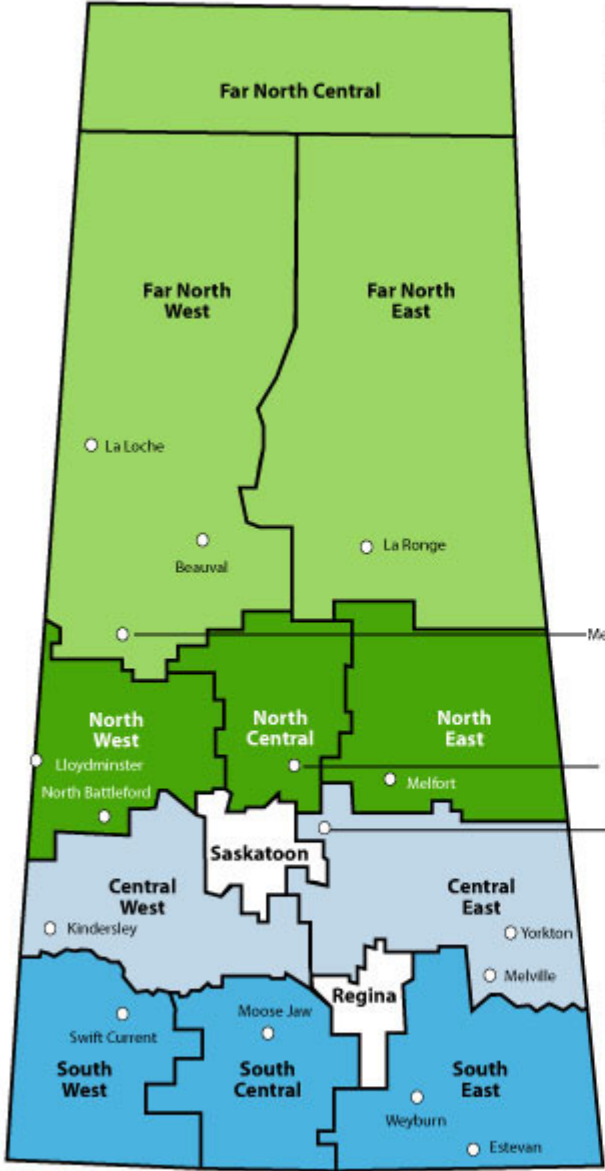 Far North Central
Far North
West
Far North
East
La Loche
Beauval
La Ronge
Me
North
West
North
Central
North
East
Lloydminster
North Battleford
Melfort
Saskatoon
Central
West
Central
East
Kindersley
Yorkton
Melville
Regina
Moose Jaw
Swift Current
South
West
South
Central
South
East
Weyburn
Estevan